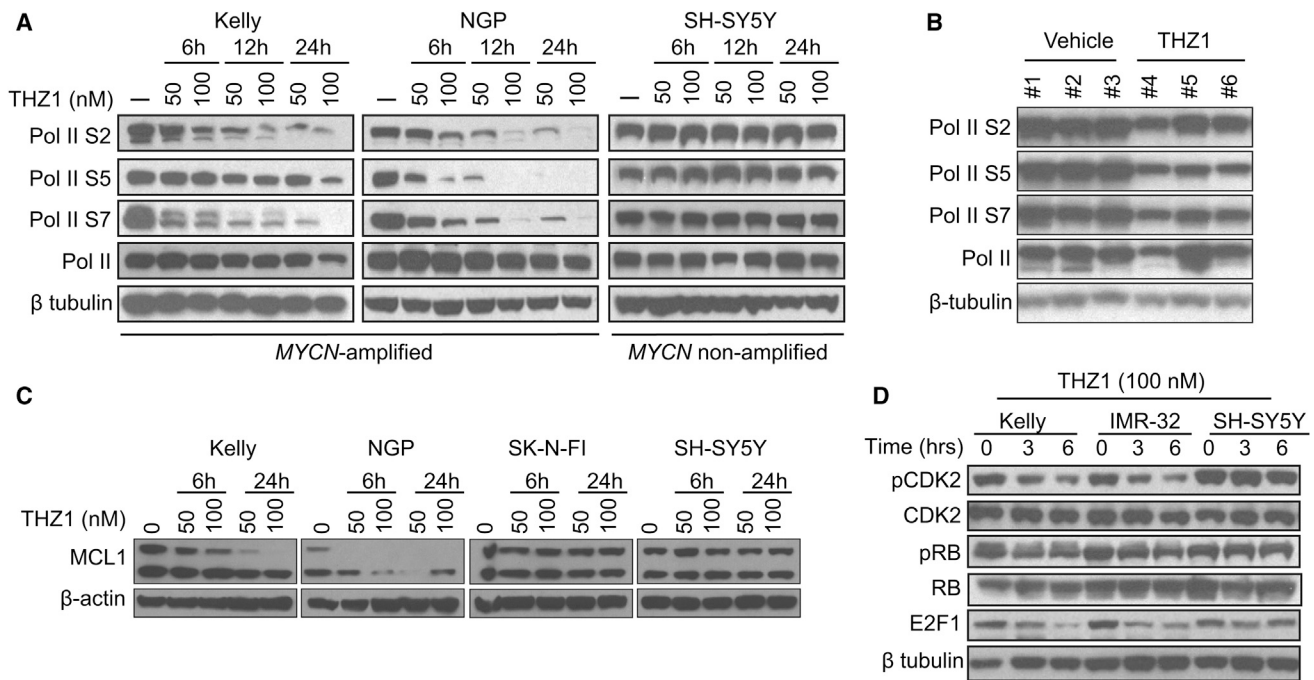 A
Kelly NGP SH-SY5Y
6h 12h 24h 6h 12h 24h 6h 12h 24h
THZ1 (nM) – 50 100 50 100 50 100 – 50 100 50 100 50 100 – 50 100 50 100 50 100
Pol II S2
Pol II S5
Pol II S7
Pol II
β tubulin
MYCN-amplified MYCN non-amplified
B
Vehicle THZ1
#1 #2 #3 #4 #5 #6
Pol II S2
Pol II S5
Pol II S7
Pol II
β-tubulin
C
Kelly NGP SK-N-FI SH-SY5Y
6h 24h 6h 24h 6h 24h 6h 24h
THZ1 (nM) 0 50 100 50 100 0 50 100 50 100 0 50 100 50 100 0 50 100 50 100
MCL1
β-actin
D
THZ1 (100 nM)
Kelly IMR-32 SH-SY5Y
Time (hrs) 0 3 6 0 3 6 0 3 6
pCDK2
CDK2
pRB
RB
E2F1
β tubulin